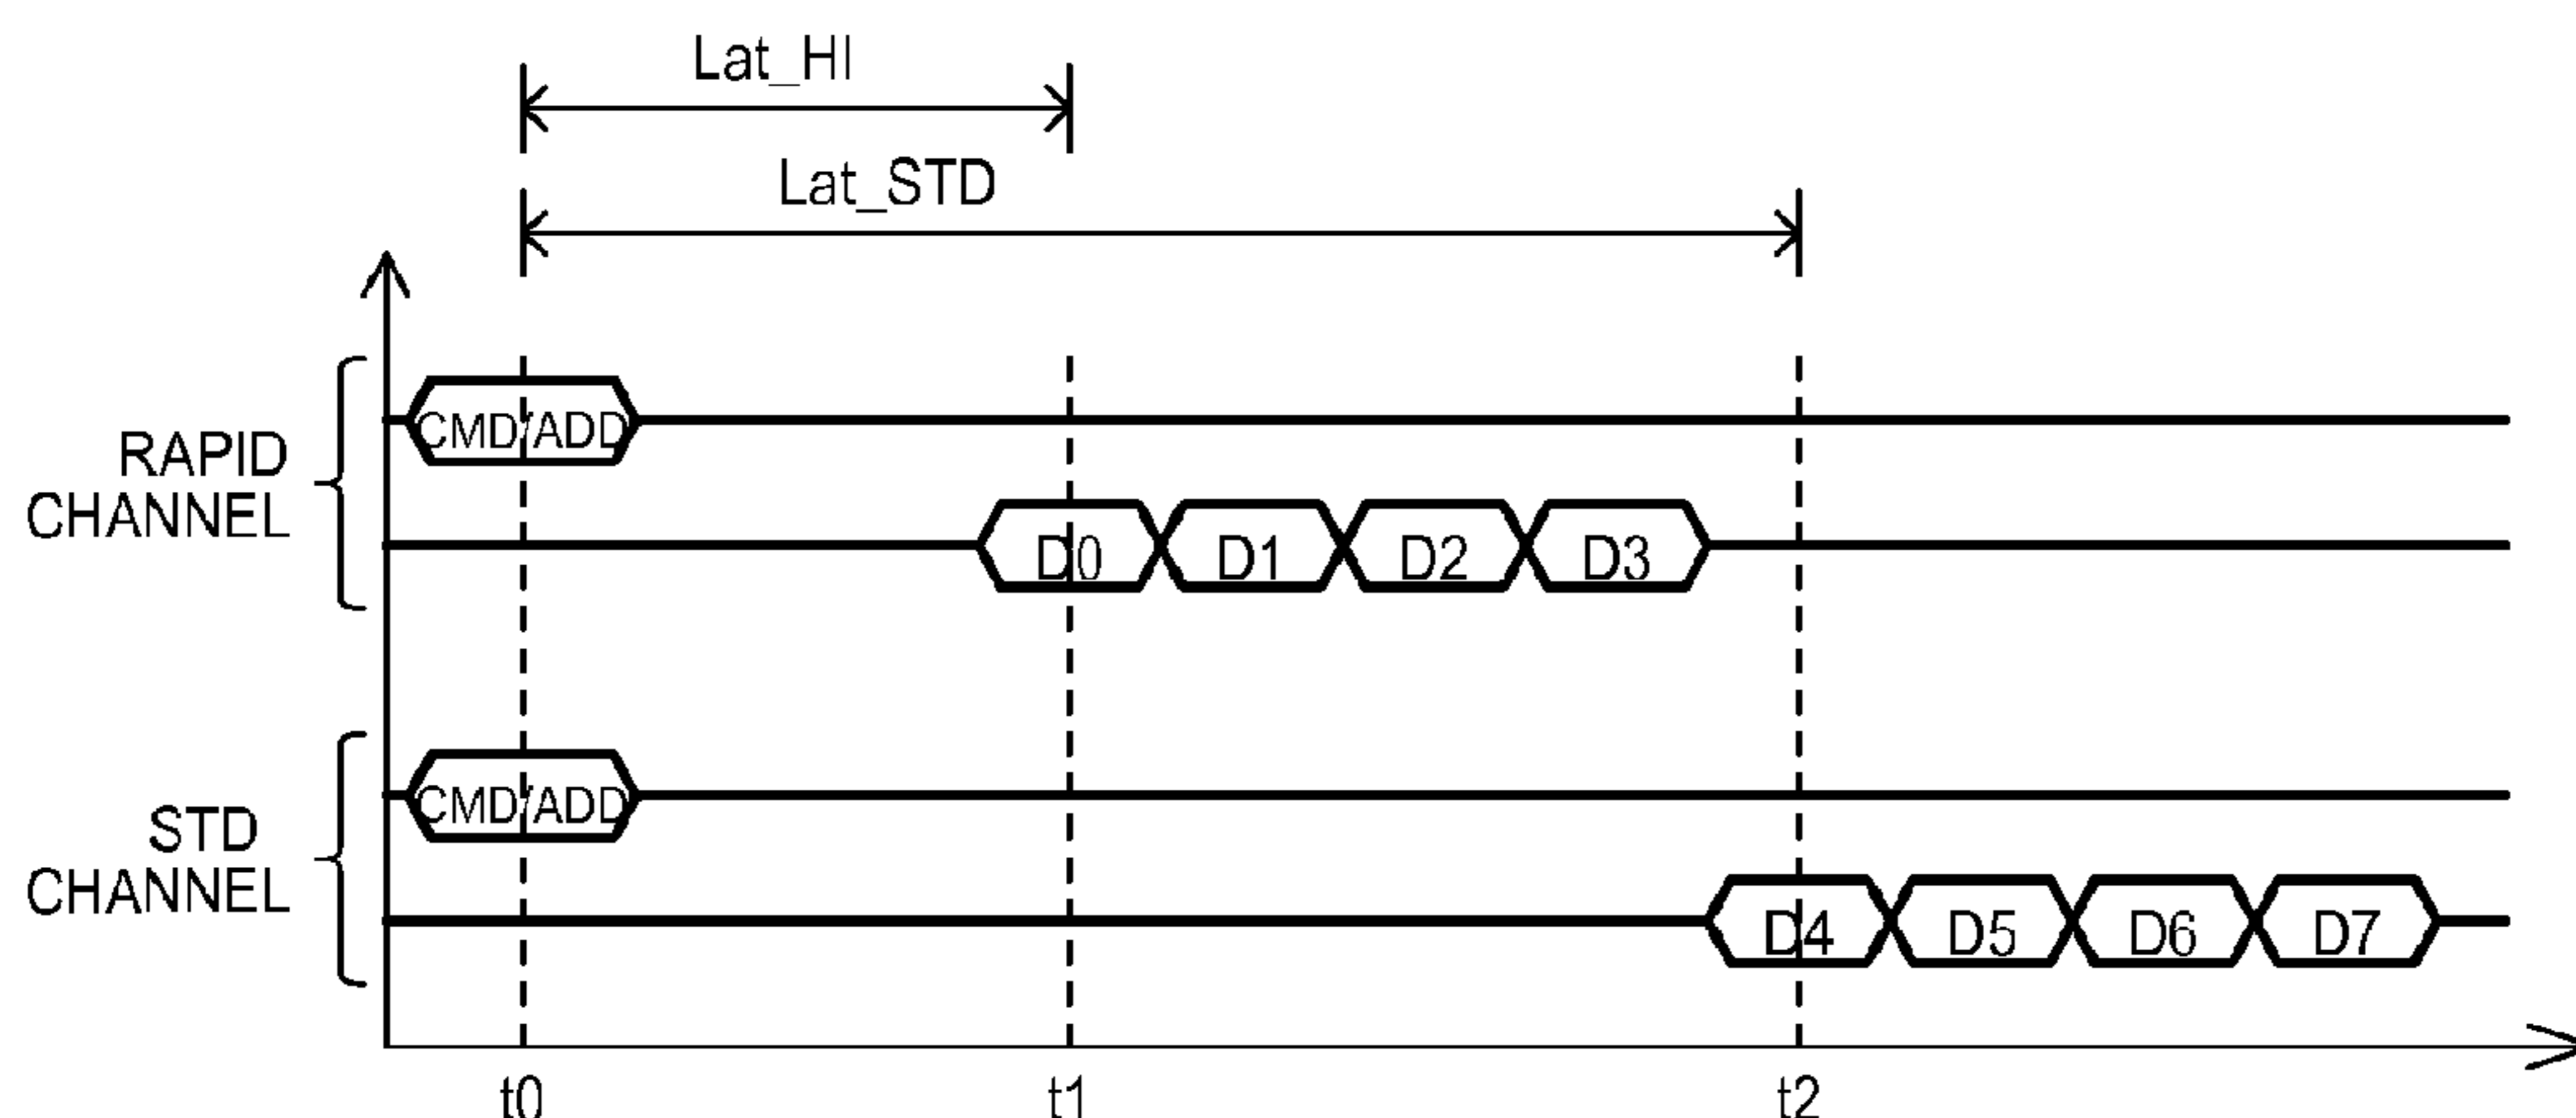 Lat_HI
Lat_STD
RAPID
CHANNEL
CMD/ADD
D0 D1 D2 D3
STD
CHANNEL
CMD/ADD
D4 D5 D6 D7
t0 t1 t2